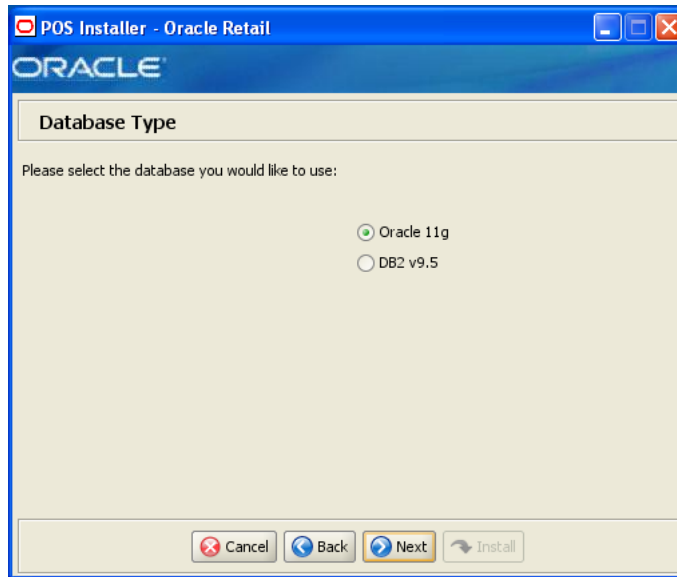 POS Installer - Oracle Retail
ORACLE
Database Type
Please select the database you would like to use:
Oracle 11g
DB2 v9.5
Cancel Back Next Install